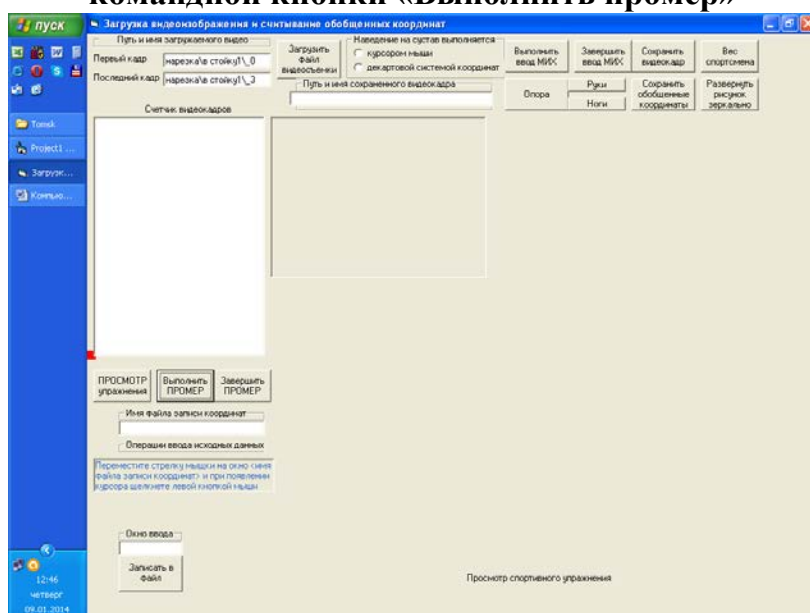 командной кнопки «Выполнить промер»
пуск
Загрузка видеоизображения и считывание обобщенных координат
Путь и имя загружаемого видео
Первый кадр
нарезка\в стойку1\_0
Последний кадр
нарезка\в стойку1\_3
Загрузить файл видеосъемки
Наведение на сустав выполняется
курсором мыши
декартовой системой координат
Выполнить ввод МИХ
Завершить ввод МИХ
Сохранить видеокадр
Вес спортсмена
Путь и имя сохраненного видеокадра
Опора
Руки
Ноги
Сохранить обобщенные координаты
Развернуть рисунок зеркально
Счетчик видеокадров
Tomsk
Project1 ...
Загрузк...
Компью...
ПРОСМОТР упражнения
Выполнить ПРОМЕР
Завершить ПРОМЕР
Имя файла записи координат
Операции ввода исходных данных
Переместите стрелку мышки на окно <имя
файла записи координат> и при появлении
курсора щелкнете левой кнопкой мыши
Окно ввода
Записать в файл
Просмотр спортивного упражнения
12:46
четверг
09.01.2014